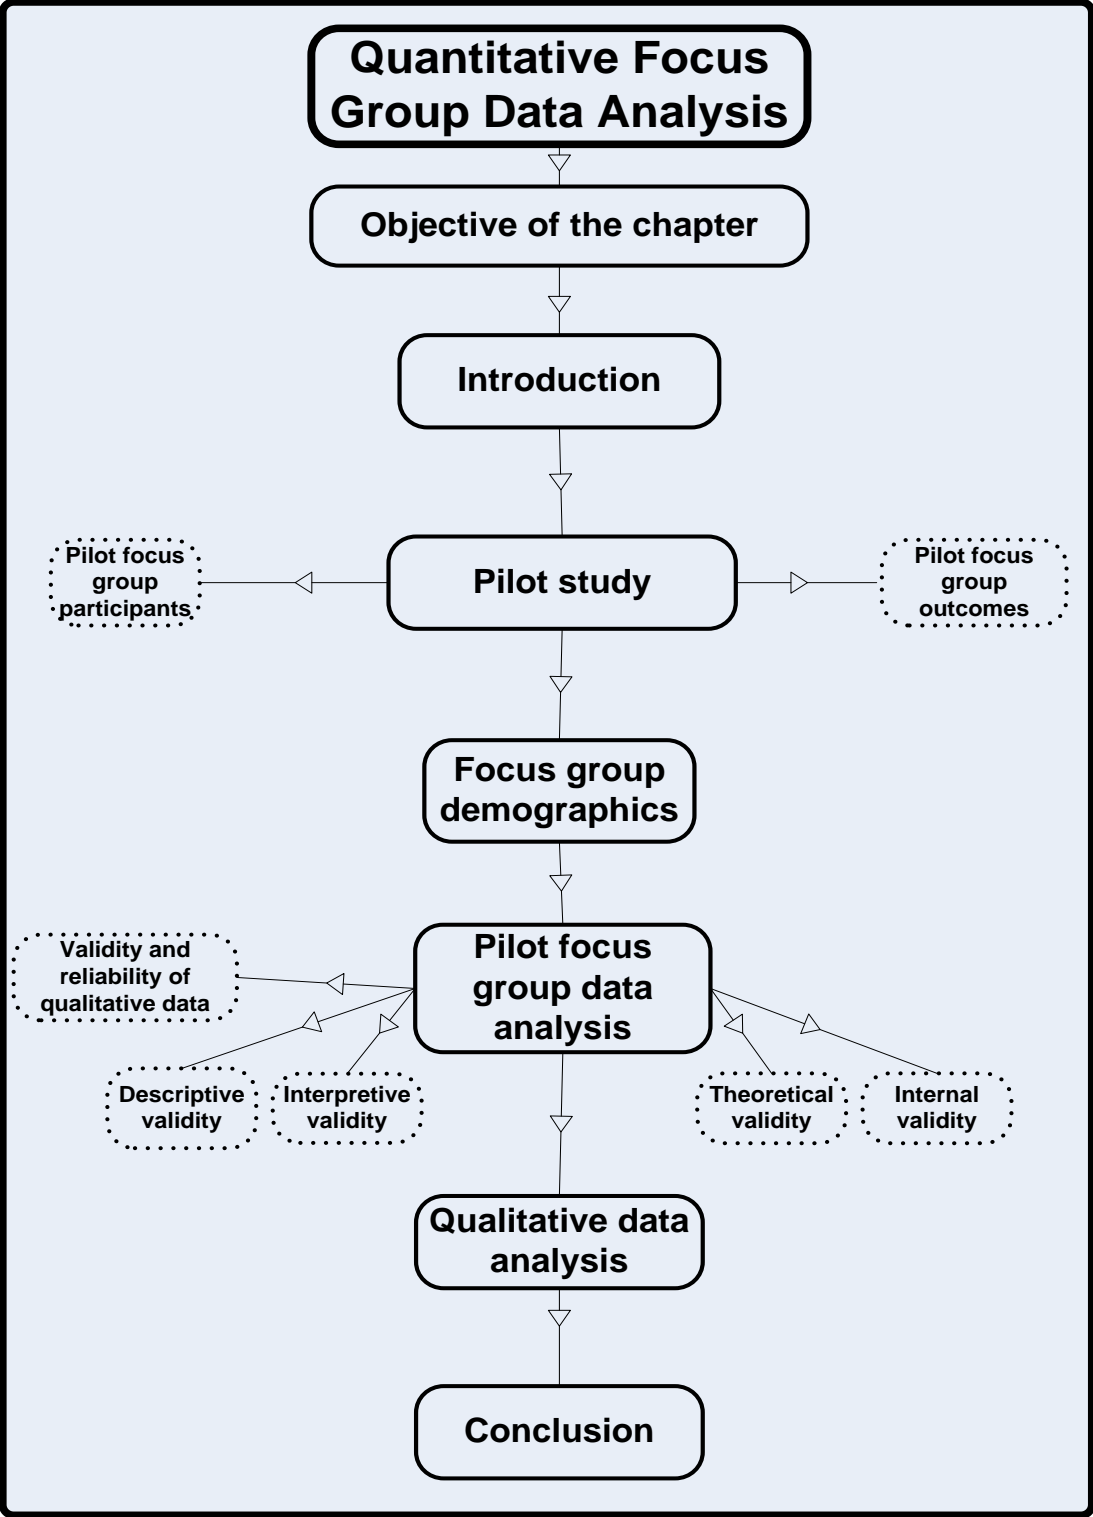 Quantitative Focus
Group Data Analysis
Objective of the chapter
Introduction
Pilot focus
group
participants
Pilot study
Pilot focus
group
outcomes
Focus group
demographics
Validity and
reliability of
qualitative data
Pilot focus
group data
analysis
Descriptive
validity
Interpretive
validity
Theoretical
validity
Internal
validity
Qualitative data
analysis
Conclusion